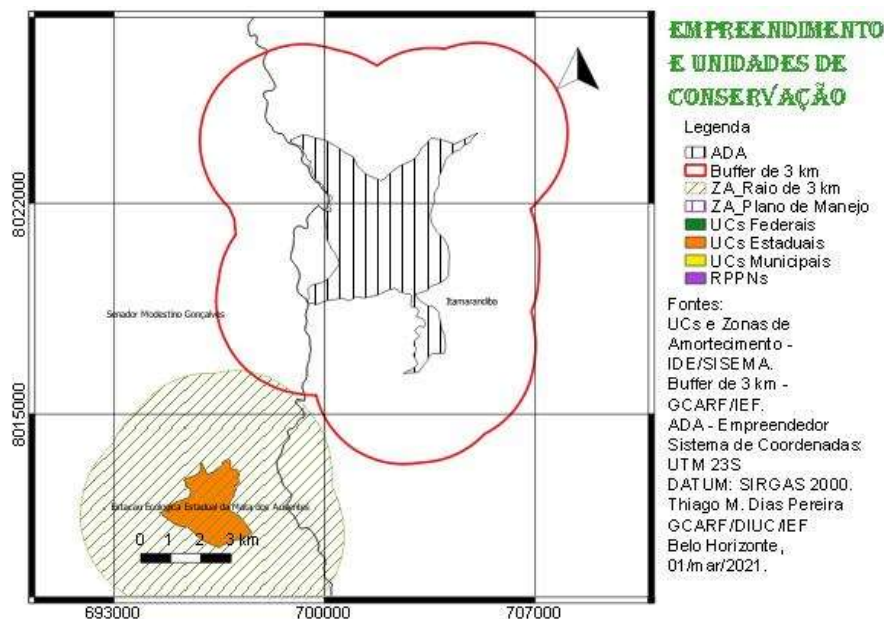 EMPREENDIMENTO
E UNIDADES DE
CONSERVAÇÃO
Legenda
ADA
Buffer de 3 km
ZA_Raio de 3 km
ZA_Plano de Manejo
UCs Federais
UCs Estaduais
UCs Municipais
RPPNs
Fontes:
UCs e Zonas de
Amortecimento -
IDE/SISEMA.
Buffer de 3 km -
GCARF/IEF.
ADA - Empreendedor
Sistema de Coordenadas:
UTM 23S
DATUM: SIRGAS 2000.
Thiago M. Dias Pereira
GCARF/DIUC/IEF
Belo Horizonte,
01/mar/2021.
8022000
8015000
Itamarandiba
Senador Modestino Gonçalves
Estacao Ecologica Estadual da Mata dos Ausentes
0 1 2 3 km
693000 700000 707000